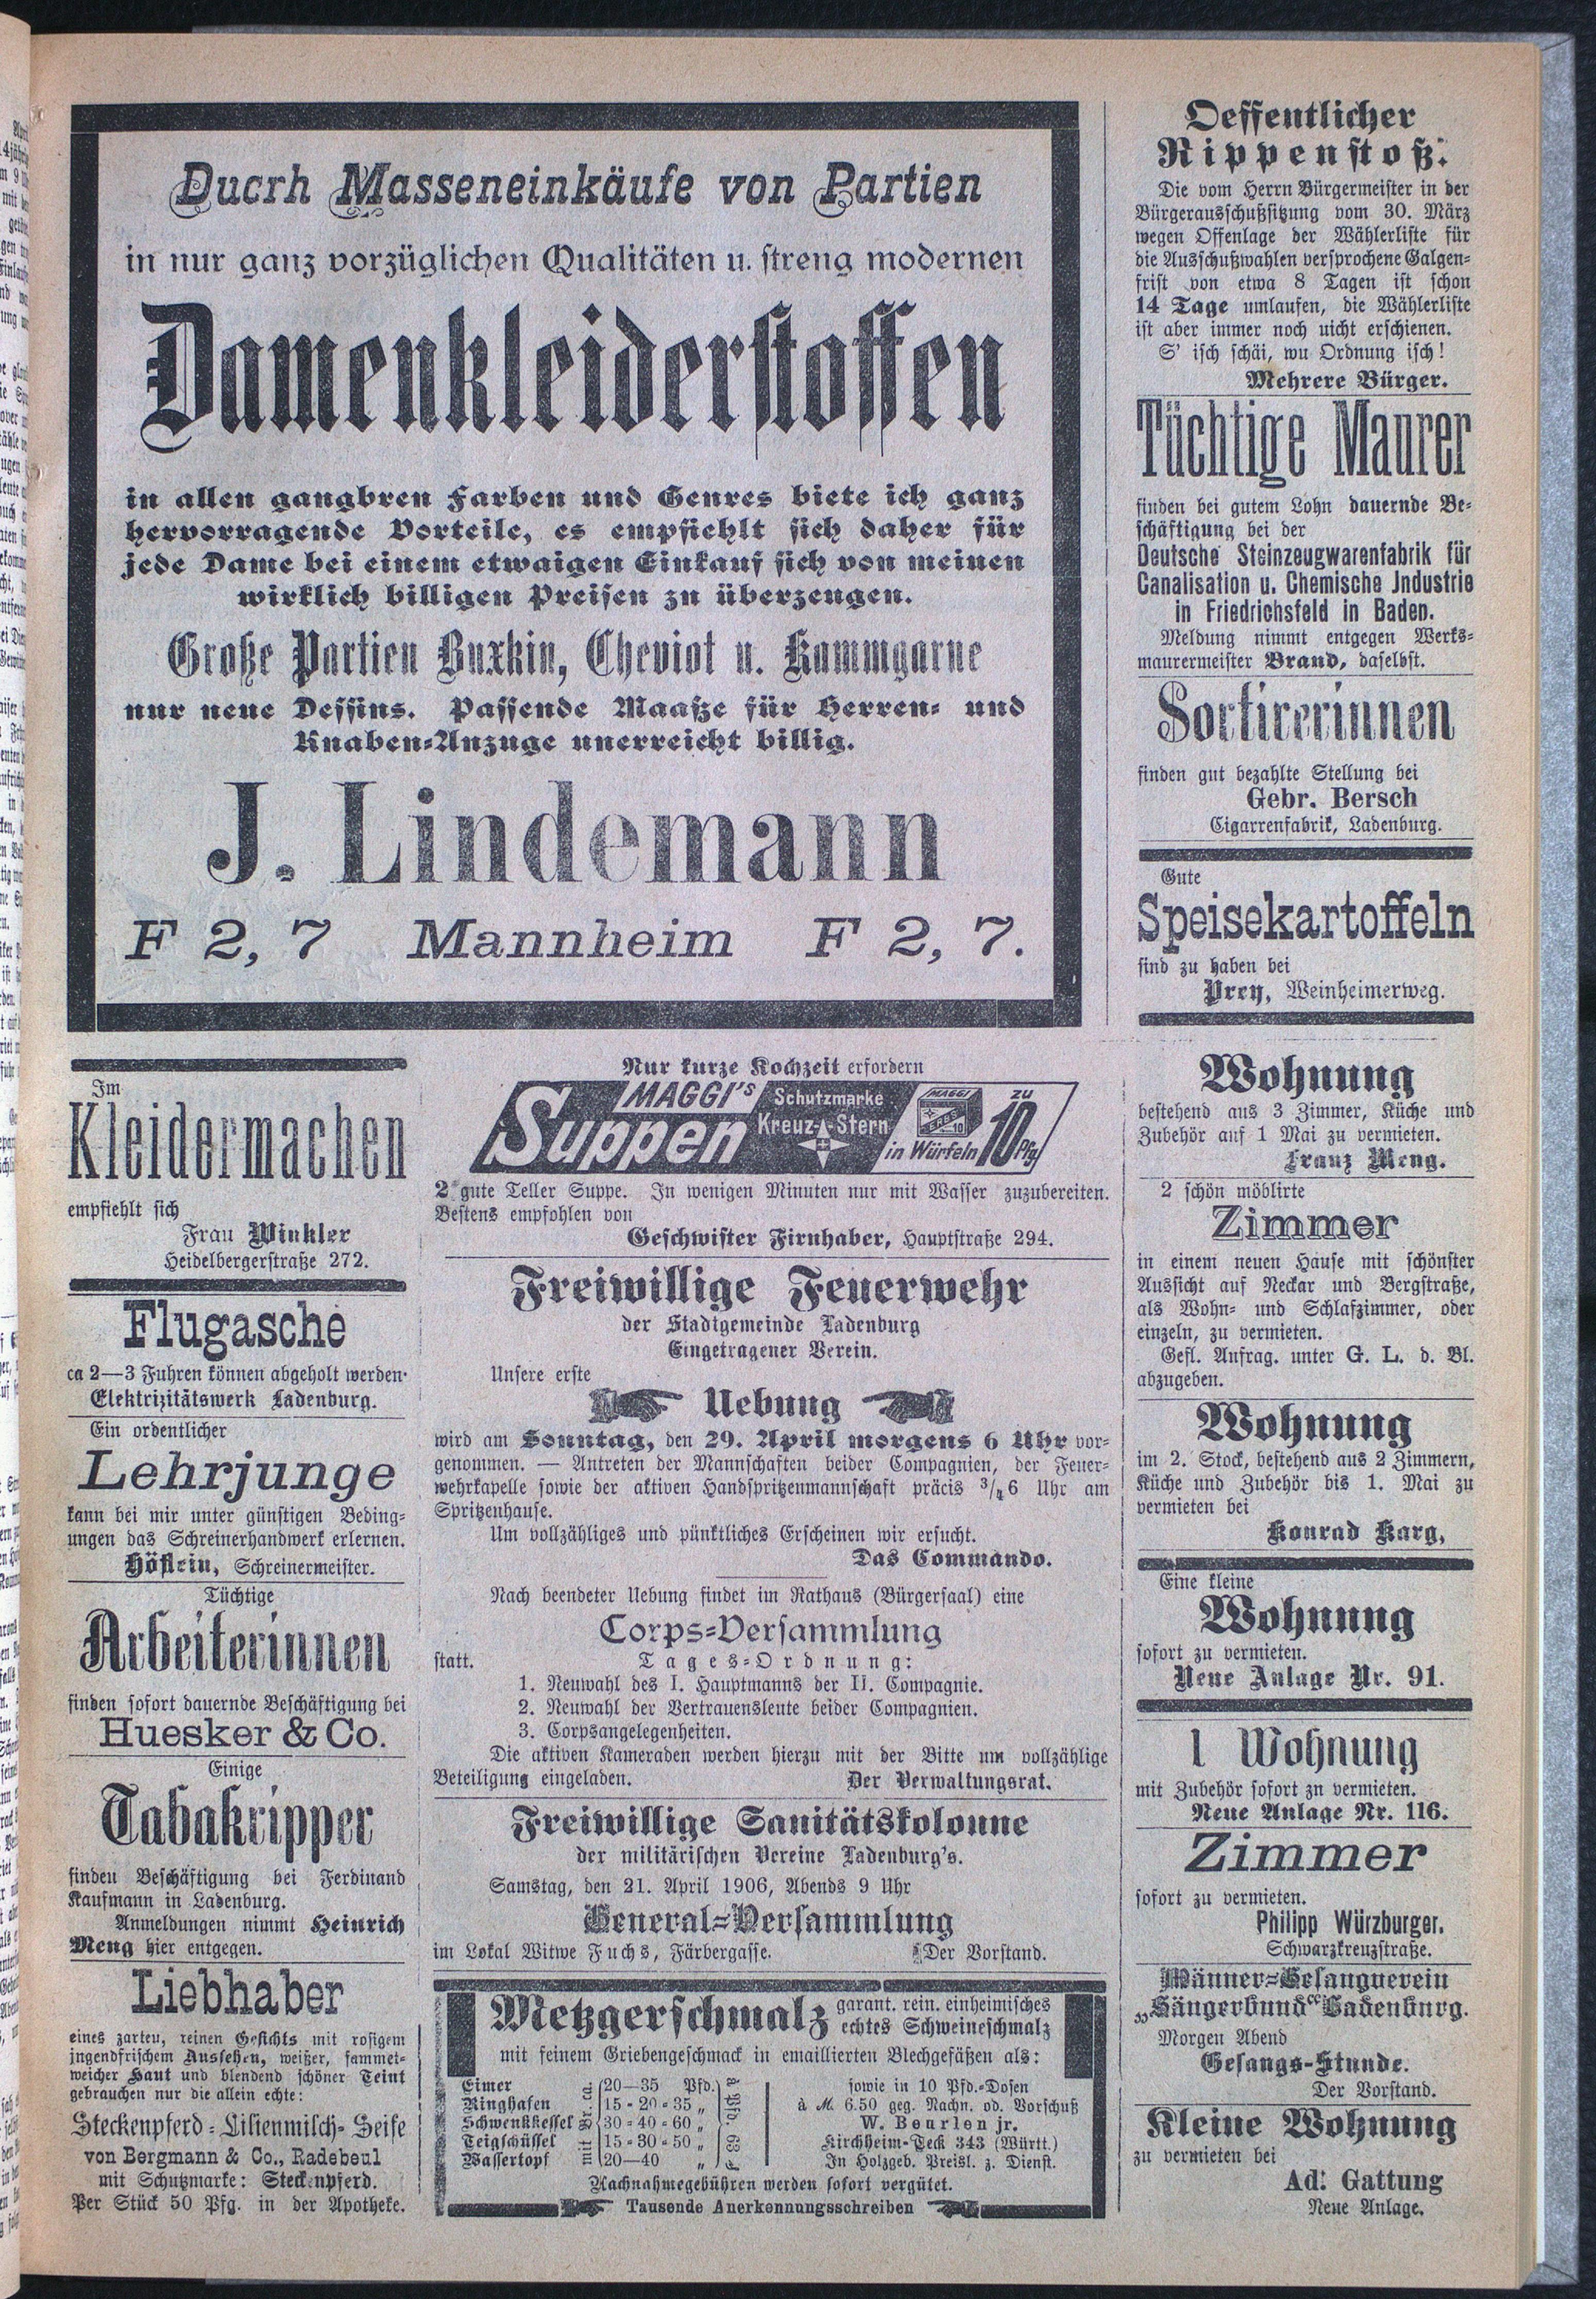 Ducrh Masseneinkäufe von Partien
in nur ganz vorzüglichen Qualitäten u. streng modernen
Damenkleiderstoffen
in allen gangbren Farben und Genres biete ich ganz
hervorragende Vorteile, es empfiehlt sich daher für
jede Dame bei einem etwaigen Einkauf sich von meinen
wirklich billigen Preisen zu überzeugen.
Große Partien Buxkin, Cheviot u. Kammgarne
nur neue Dessins. Passende Maaße für Herren- und
Knaben-Anzuge unerreicht billig.
J. Lindemann
F 2, 7 Mannheim F 2, 7.
Im
Kleidermachen
empfiehlt sich
Frau Winkler
Heidelbergerstraße 272.
Flugasche
ca 2—3 Fuhren können abgeholt werden.
Elektrizitätswerk Ladenburg.
Ein ordentlicher
Lehrjunge
kann bei mir unter günstigen Beding-
ungen das Schreinerhandwerk erlernen.
Höflein, Schreinermeister.
Tüchtige
Arbeiterinnen
finden sofort dauernde Beschäftigung bei
Huesker & Co.
Einige
Tabakripper
finden Beschäftigung bei Ferdinand
Kaufmann in Ladenburg.
Anmeldungen nimmt Heinrich
Meng hier entgegen.
Liebhaber
eines zarten, reinen Gesichts mit rosigem
jugendfrischem Aussehen, weißer, sammet-
weicher Haut und blendend schöner Teint
gebrauchen nur die allein echte:
Steckenpferd-Lilienmilch-Seife
von Bergmann & Co., Radebeul
mit Schutzmarke: Steckenpferd.
Per Stück 50 Pfg. in der Apotheke.
Nur kurze Kochzeit erfordern
MAGGI's Suppen
Schutzmarke
Kreuz-Stern
MAGGI
in Würfeln
zu
10 Pfg
2 gute Teller Suppe. In wenigen Minuten nur mit Wasser zuzubereiten.
Bestens empfohlen von
Geschwister Firnhaber, Hauptstraße 294.
Freiwillige Feuerwehr
der Stadtgemeinde Ladenburg
Eingetragener Verein.
Unsere erste
Uebung
wird am Sonntag, den 29. April morgens 6 Uhr vor-
genommen. — Antreten der Mannschaften beider Compagnien, der Feuer-
wehrkapelle sowie der aktiven Handspritzenmannschaft präcis 3/4 6 Uhr am
Spritzenhause.
Um vollzähliges und pünktliches Erscheinen wir ersucht.
Das Commando.
Nach beendeter Uebung findet im Rathaus (Bürgersaal) eine
Corps-Versammlung
statt. Tages-Ordnung:
1. Neuwahl des I. Hauptmanns der II. Compagnie.
2. Neuwahl der Vertrauensleute beider Compagnien.
3. Corpsangelegenheiten.
Die aktiven Kameraden werden hierzu mit der Bitte um vollzählige
Beteiligung eingeladen. Der Verwaltungsrat.
Freiwillige Sanitätskolonne
der militärischen Vereine Ladenburg's.
Samstag, den 21. April 1906, Abends 9 Uhr
General-Versammlung
im Lokal Witwe Fuchs, Färbergasse. Der Vorstand.
Metzgerschmalz garant. rein. einheimisches
echtes Schweineschmalz
mit feinem Griebengeschmack in emaillierten Blechgefäßen als:
Eimer 20—35 Pfd.
Ringhafen 15-20-35 „
Schwenkkessel 30-40-60 „
Teigschüssel 15-30-50 „
Wassertopf 20—40 „
sowie in 10 Pfd.-Dosen
à M. 6.50 geg. Nachn. od. Vorschuß
W. Beurlen jr.
Kirchheim-Teck 343 (Württ.)
In Holzgeb. Preisl. z. Dienst.
Nachnahmegebühren werden sofort vergütet.
Tausende Anerkennungsschreiben
Oeffentlicher
Rippenstoß.
Die vom Herrn Bürgermeister in der
Bürgerausschußsitzung vom 30. März
wegen Offenlage der Wählerliste für
die Ausschußwahlen versprochene Galgen-
frist von etwa 8 Tagen ist schon
14 Tage umlaufen, die Wählerliste
ist aber immer noch nicht erschienen.
S' isch schäi, wu Ordnung isch!
Mehrere Bürger.
Tüchtige Maurer
finden bei gutem Lohn dauernde Be-
schäftigung bei der
Deutsche Steinzeugwarenfabrik für
Canalisation u. Chemische Industrie
in Friedrichsfeld in Baden.
Meldung nimmt entgegen Werks-
maurermeister Brand, daselbst.
Sortirerinnen
finden gut bezahlte Stellung bei
Gebr. Bersch
Cigarrenfabrik, Ladenburg.
Gute
Speisekartoffeln
sind zu haben bei
Prey, Weinheimerweg.
Wohnung
bestehend aus 3 Zimmer, Küche und
Zubehör auf 1 Mai zu vermieten.
Franz Meng.
2 schön möblirte
Zimmer
in einem neuen Hause mit schönster
Aussicht auf Neckar und Bergstraße,
als Wohn- und Schlafzimmer, oder
einzeln, zu vermieten.
Gefl. Anfrag. unter G. L. d. Bl.
abzugeben.
Wohnung
im 2. Stock, bestehend aus 2 Zimmern,
Küche und Zubehör bis 1. Mai zu
vermieten bei
Konrad Karg,
Eine kleine
Wohnung
sofort zu vermieten.
Neue Anlage Nr. 91.
1 Wohnung
mit Zubehör sofort zu vermieten.
Neue Anlage Nr. 116.
Zimmer
sofort zu vermieten.
Philipp Würzburger.
Schwarzkreuzstraße.
Männer-Gesangverein
„Sängerbund“ Ladenburg.
Morgen Abend
Gesangs-Stunde.
Der Vorstand.
Kleine Wohnung
zu vermieten bei
Ad. Gattung
Neue Anlage.